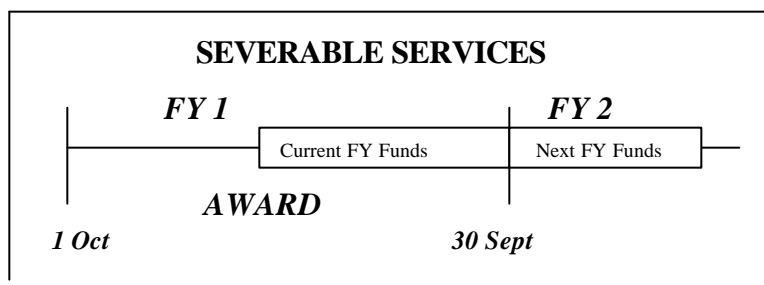 SEVERABLE SERVICES
FY 1 FY 2
Current FY Funds Next FY Funds
AWARD
1 Oct 30 Sept